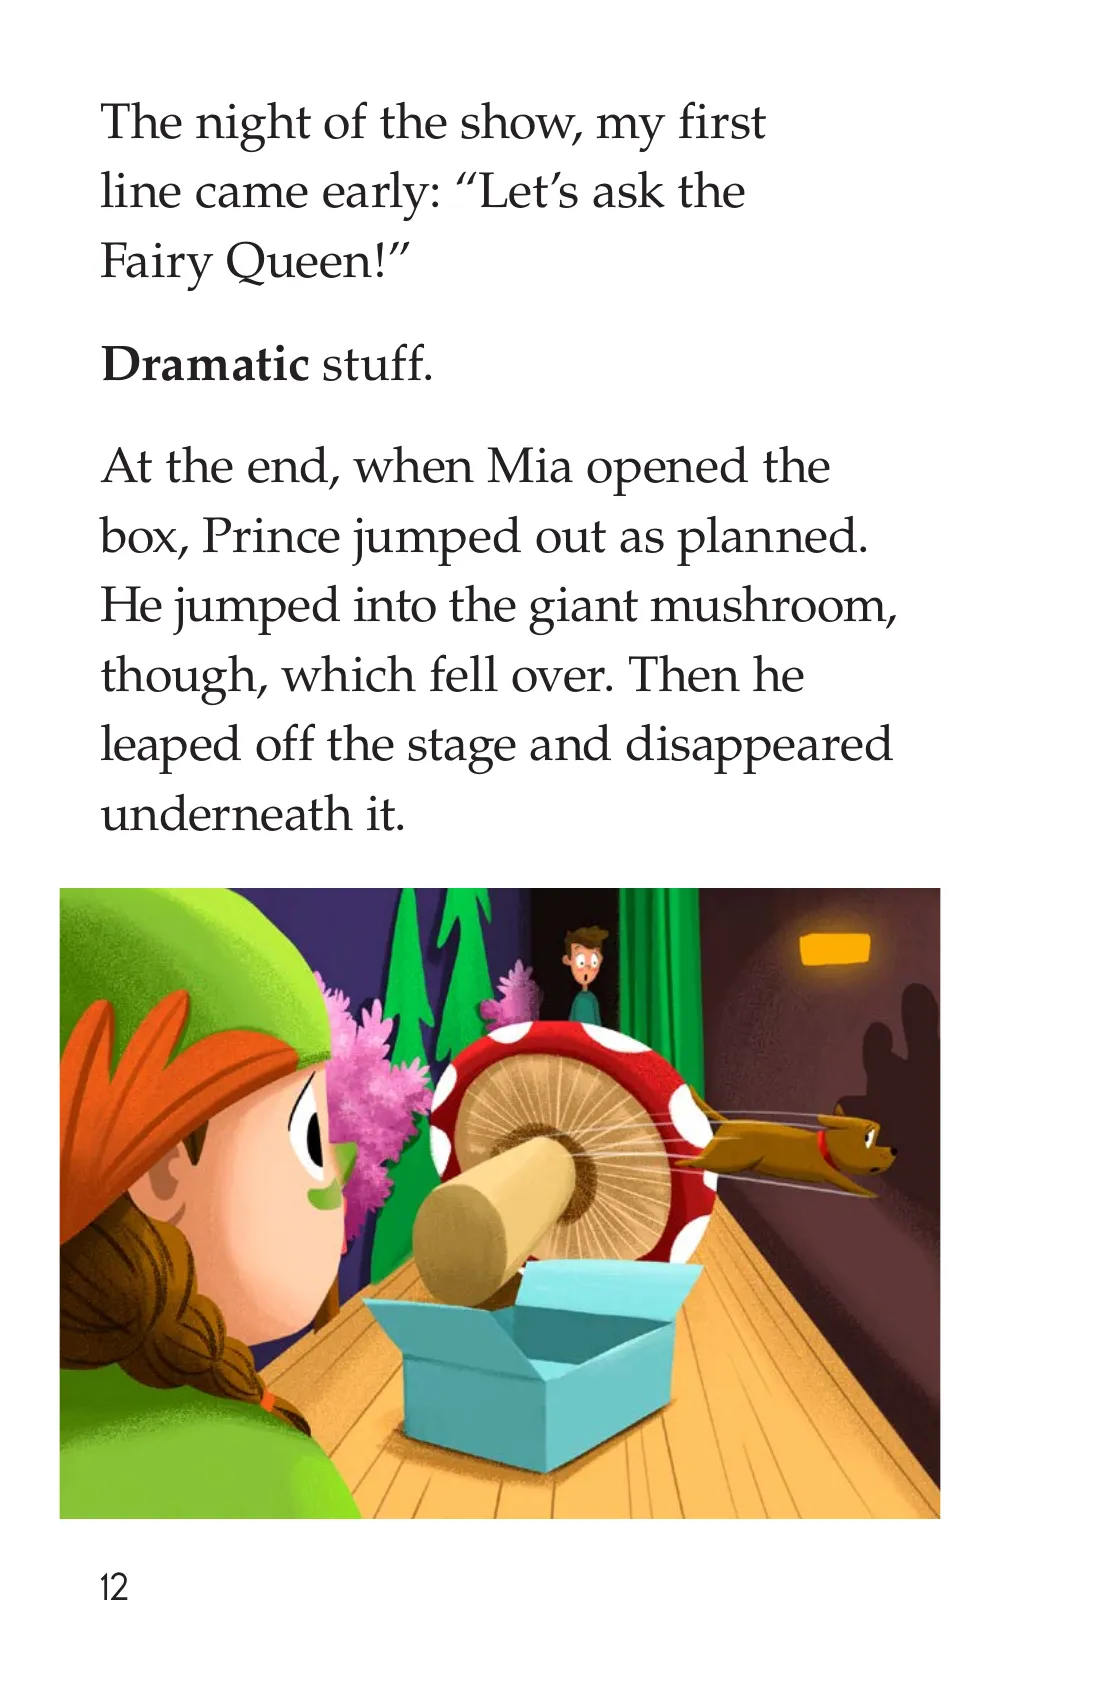 The night of the show, my first
line came early: “Let’s ask the
Fairy Queen!”
Dramatic stuff.
At the end, when Mia opened the
box, Prince jumped out as planned.
He jumped into the giant mushroom,
though, which fell over. Then he
leaped off the stage and disappeared
underneath it.
12